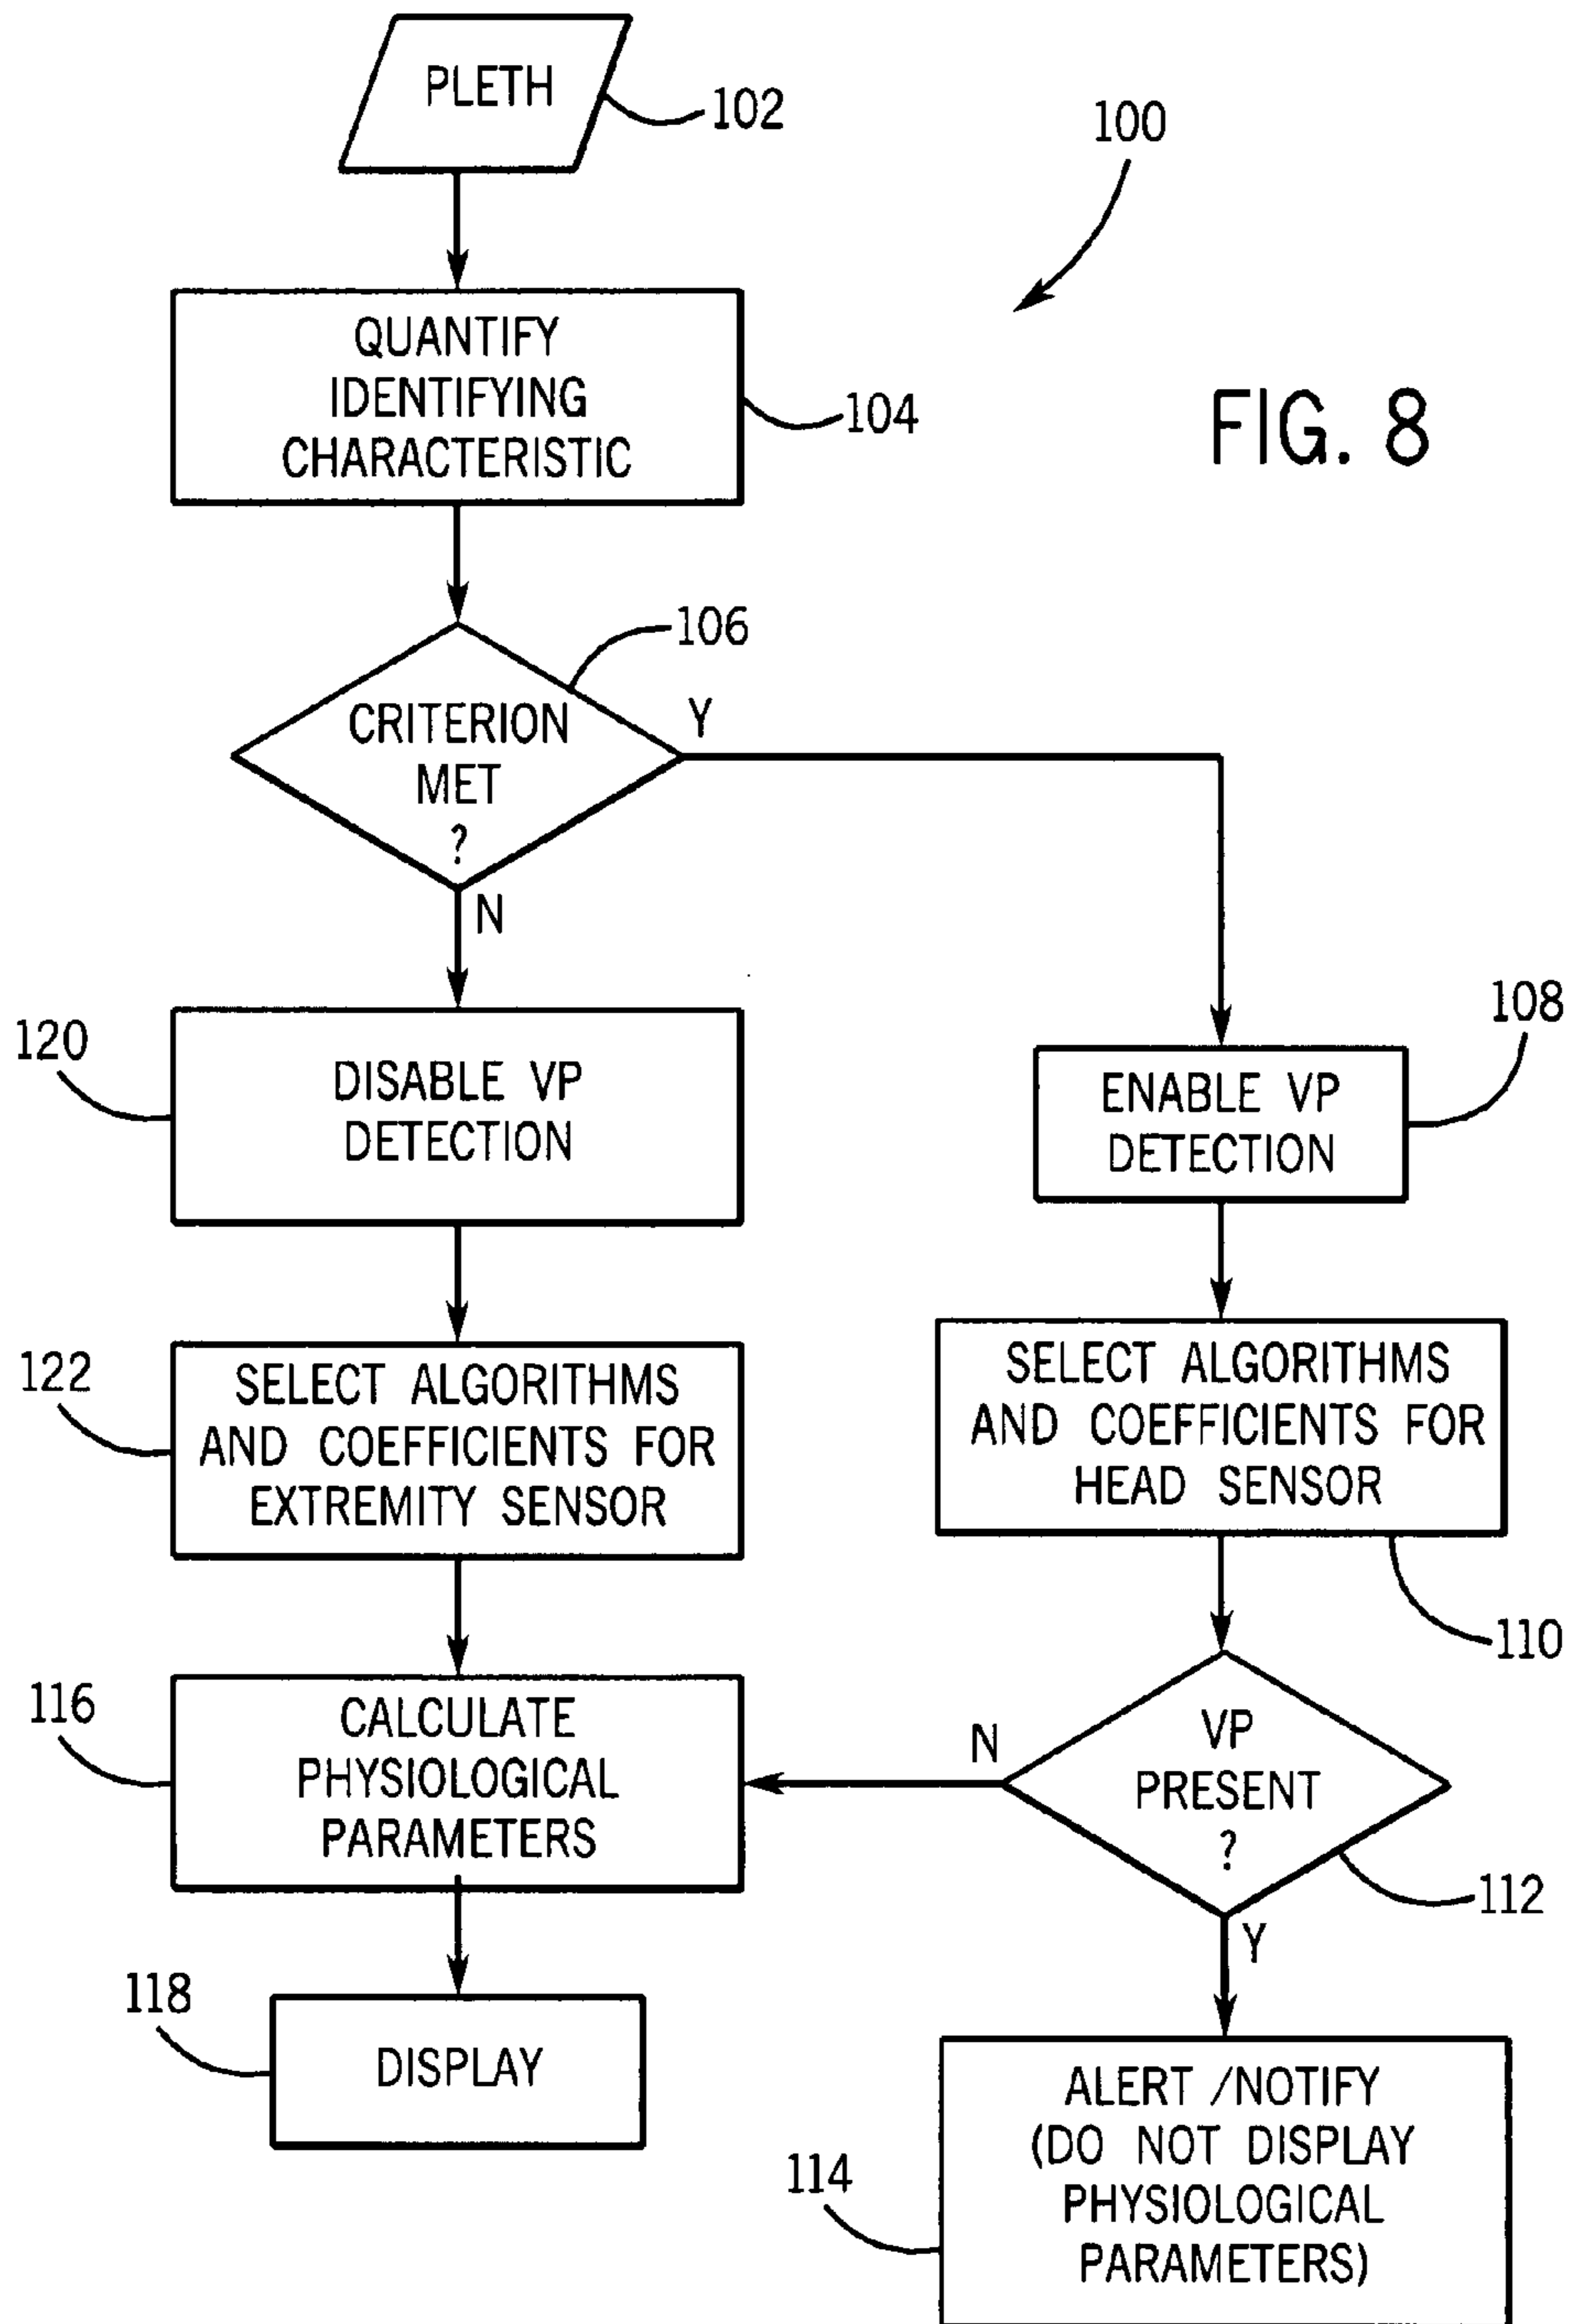 PLETH
102
100
QUANTIFY
IDENTIFYING
CHARACTERISTIC
104
FIG. 8
106
CRITERION
MET
?
Y
N
120
DISABLE VP
DETECTION
108
ENABLE VP
DETECTION
122
SELECT ALGORITHMS
AND COEFFICIENTS FOR
EXTREMITY SENSOR
SELECT ALGORITHMS
AND COEFFICIENTS FOR
HEAD SENSOR
110
116
CALCULATE
PHYSIOLOGICAL
PARAMETERS
N
VP
PRESENT
?
112
Y
118
DISPLAY
114
ALERT /NOTIFY
(DO NOT DISPLAY
PHYSIOLOGICAL
PARAMETERS)